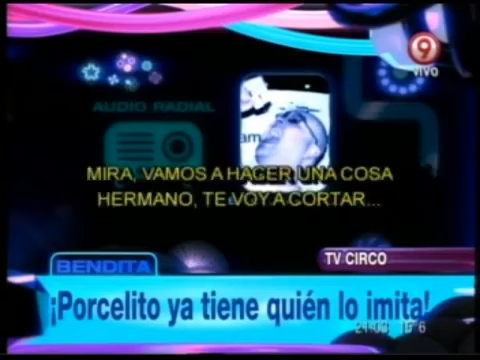 9
VIVO
AUDIO RADIAL
am
MIRA, VAMOS A HACER UNA COSA
HERMANO, TE VOY A CORTAR...
TV CIRCO
BENDITA
¡Porcelito ya tiene quién lo imita!